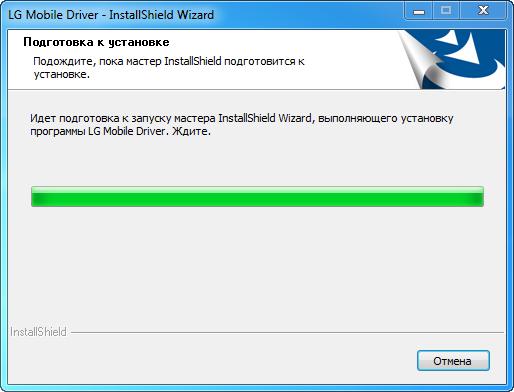 LG Mobile Driver - InstallShield Wizard
Подготовка к установке
Подождите, пока мастер InstallShield подготовится к
установке.
Идет подготовка к запуску мастера InstallShield Wizard, выполняющего установку
программы LG Mobile Driver. Ждите.
InstallShield
Отмена